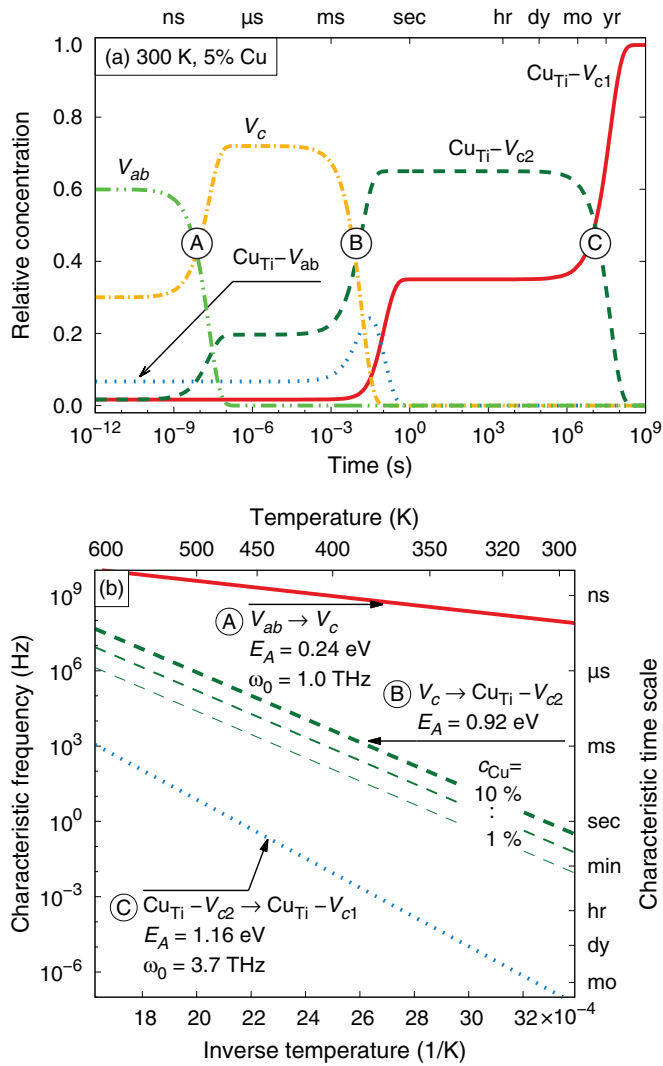 ns µs ms sec hr dy mo yr
(a) 300 K, 5% Cu
Relative concentration
1.0
0.8
0.6
0.4
0.2
0.0
V_ab
V_c
Cu_Ti−V_ab
Cu_Ti−V_c2
Cu_Ti−V_c1
A
B
C
10^−12 10^−9 10^−6 10^−3 10^0 10^3 10^6 10^9
Time (s)
Temperature (K)
600 500 450 400 340 320 300
(b)
Characteristic frequency (Hz)
10^9
10^6
10^3
10^0
10^−3
10^−6
A V_ab → V_c
E_A = 0.24 eV
ω_0 = 1.0 THz
B V_c → Cu_Ti − V_c2
E_A = 0.92 eV
c_Cu=
10 %
:
1 %
C Cu_Ti − V_c2 → Cu_Ti − V_c1
E_A = 1.16 eV
ω_0 = 3.7 THz
ns
µs
ms
sec
min
hr
dy
mo
Characteristic time scale
18 20 22 24 26 28 30 32 ×10^−4
Inverse temperature (1/K)